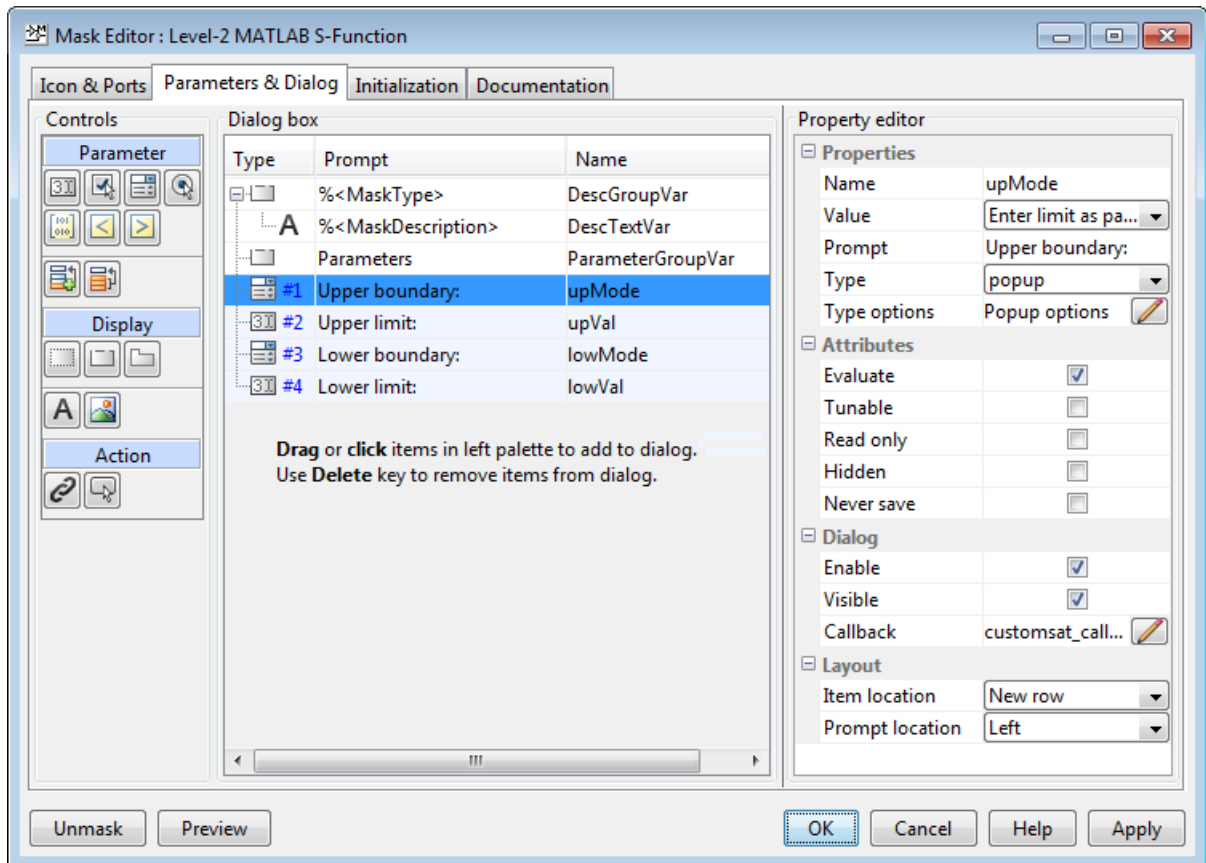 Mask Editor : Level-2 MATLAB S-Function
Icon & Ports Parameters & Dialog Initialization Documentation
Controls
Parameter
Display
A
Action
Dialog box
Type Prompt Name
%<MaskType> DescGroupVar
A %<MaskDescription> DescTextVar
Parameters ParameterGroupVar
#1 Upper boundary: upMode
#2 Upper limit: upVal
#3 Lower boundary: lowMode
#4 Lower limit: lowVal
Drag or click items in left palette to add to dialog.
Use Delete key to remove items from dialog.
Property editor
Properties
Name upMode
Value Enter limit as pa...
Prompt Upper boundary:
Type popup
Type options Popup options
Attributes
Evaluate
Tunable
Read only
Hidden
Never save
Dialog
Enable
Visible
Callback customsat_call...
Layout
Item location New row
Prompt location Left
Unmask Preview OK Cancel Help Apply